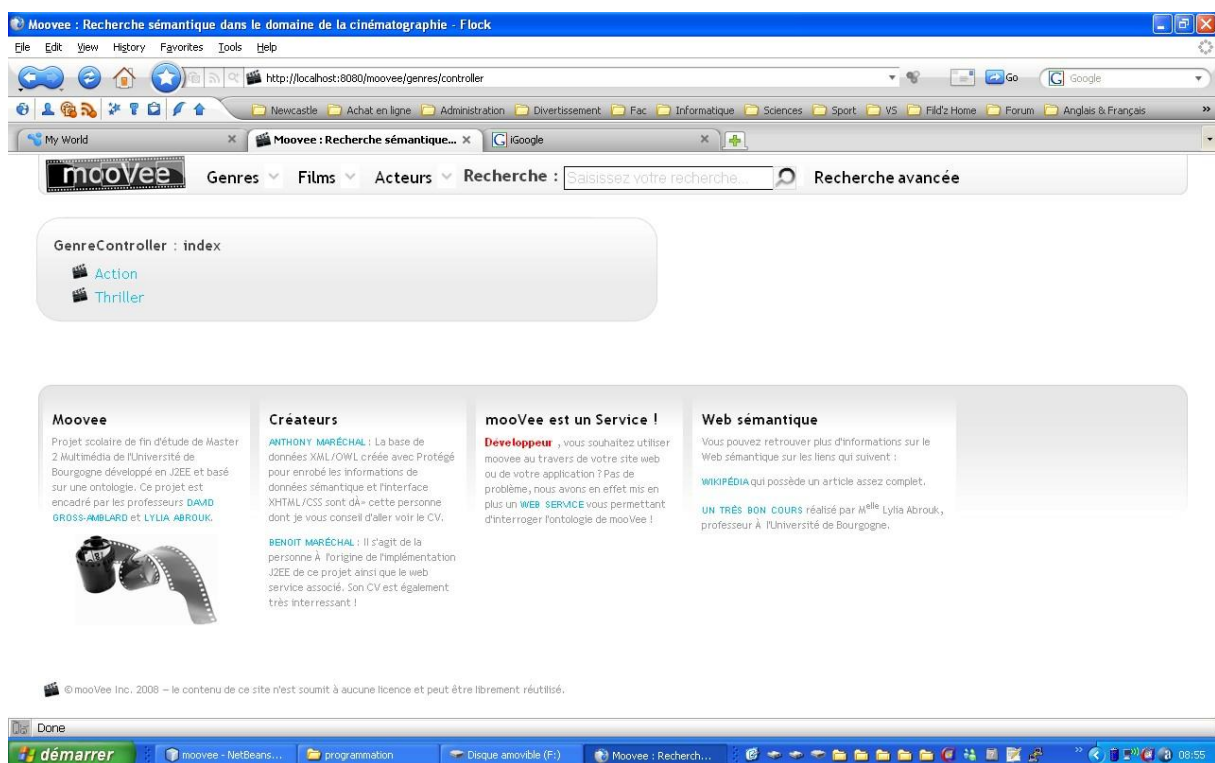 Moovee : Recherche sémantique dans le domaine de la cinématographie - Flock
File Edit View History Favorites Tools Help
http://localhost:8080/moovee/genres/controller
Go
Google
Newcastle Achat en ligne Administration Divertissement Fac Informatique Sciences Sport VS Fild'z Home Forum Anglais & Français »
My World
Moovee : Recherche sémantique...
iGoogle
mooVee Genres Films Acteurs Recherche : Saisissez votre recherche... Recherche avancée
GenreController : index
Action
Thriller
Moovee
Projet scolaire de fin d'étude de Master
2 Multimédia de l'Université de
Bourgogne développé en J2EE et basé
sur une ontologie. Ce projet est
encadré par les professeurs DAVID
GROSS-AMBLARD et LYLIA ABROUK.
Créateurs
ANTHONY MARÉCHAL : La base de
données XML/OWL créée avec Protégé
pour enrobé les informations de
données sémantique et l'interface
XHTML/CSS sont dÀ» cette personne
dont je vous conseil d'aller voir le CV.
BENOIT MARÉCHAL : Il s'agit de la
personne À l'origine de l'implémentation
J2EE de ce projet ainsi que le web
service associé. Son CV est également
très interressant !
mooVee est un Service !
Développeur , vous souhaitez utiliser
moovee au travers de votre site web
ou de votre application ? Pas de
problème, nous avons en effet mis en
plus un WEB SERVICE vous permettant
d'interroger l'ontologie de mooVee !
Web sémantique
Vous pouvez retrouver plus d'informations sur le
Web sémantique sur les liens qui suivent :
WIKIPÉDIA qui possède un article assez complet.
UN TRÈS BON COURS réalisé par Melle Lylia Abrouk,
professeur À l'Université de Bourgogne.
© mooVee Inc. 2008 – le contenu de ce site n'est soumit à aucune licence et peut être librement réutilisé.
Done
démarrer moovee - NetBeans... programmation Disque amovible (F:) Moovee : Recherch... 08:55